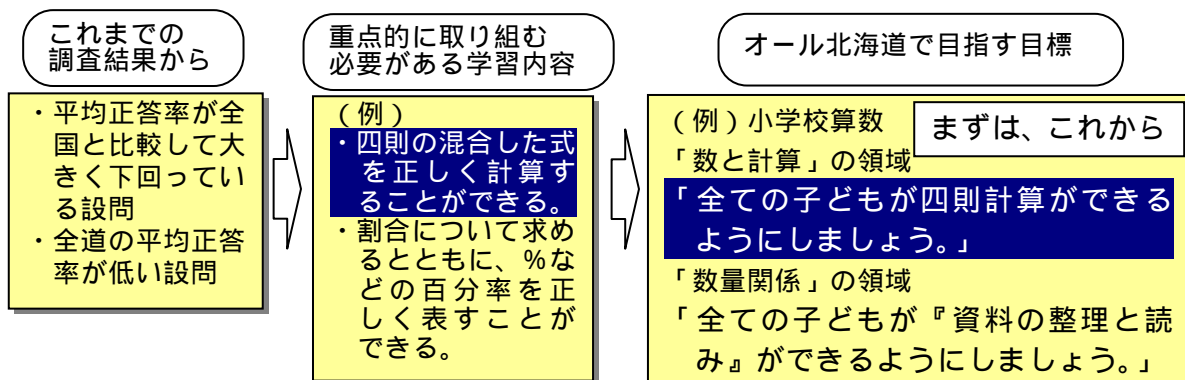 これまでの
調査結果から
・平均正答率が全
国と比較して大
きく下回ってい
る設問
・全道の平均正答
率が低い設問
重点的に取り組む
必要がある学習内容
（例）
・四則の混合した式
を正しく計算す
ることができる。
・割合について求め
るとともに、％な
どの百分率を正
しく表すことが
できる。
オール北海道で目指す目標
（例）小学校算数
まずは、これから
「数と計算」の領域
「全ての子どもが四則計算ができる
ようにしましょう。」
「数量関係」の領域
「全ての子どもが『資料の整理と読
み』ができるようにしましょう。」